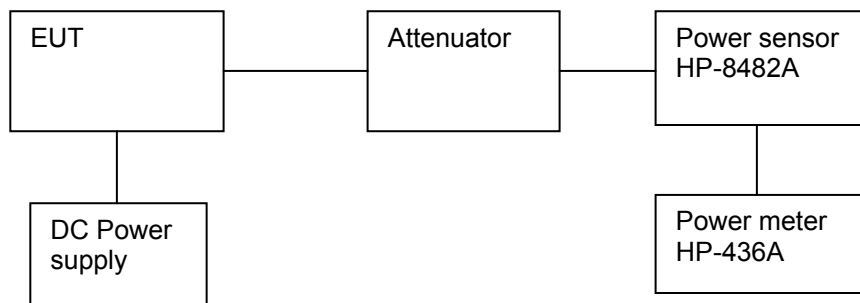 EUT
Attenuator
Power sensor
HP-8482A
DC Power
supply
Power meter
HP-436A